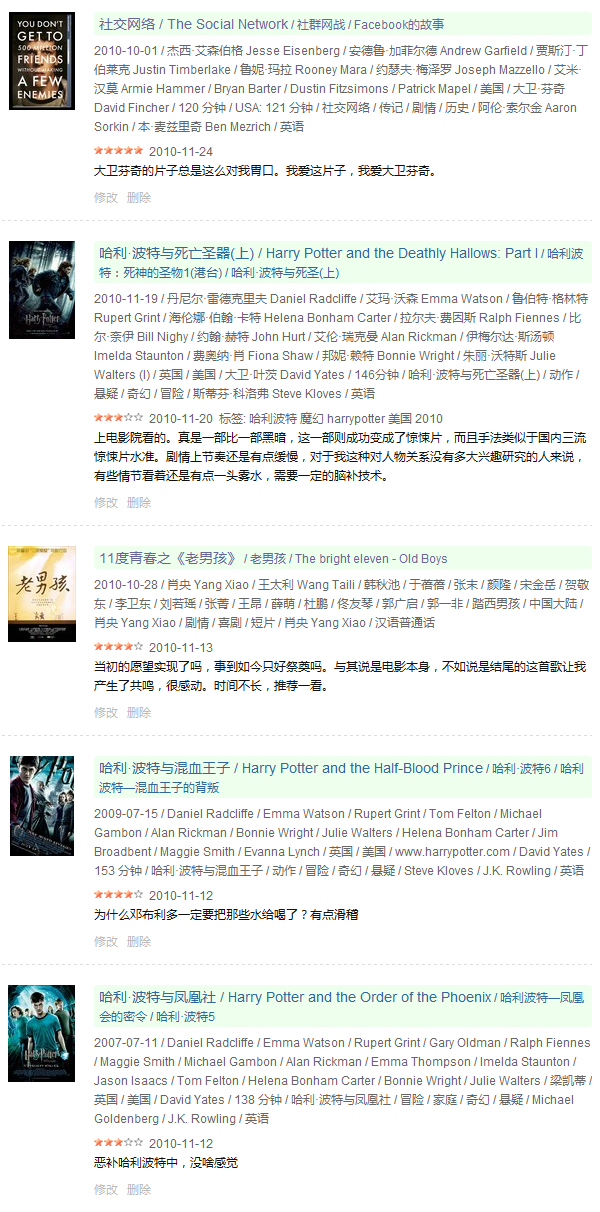 YOU DON'T
GET TO
500 MILLION
FRIENDS
WITHOUT MAKING
A FEW
ENEMIES
社交网络 / The Social Network / 社群网战 / Facebook的故事
2010-10-01 / 杰西·艾森伯格 Jesse Eisenberg / 安德鲁·加菲尔德 Andrew Garfield / 贾斯汀·丁
伯莱克 Justin Timberlake / 鲁妮·玛拉 Rooney Mara / 约瑟夫·梅泽罗 Joseph Mazzello / 艾米·
汉莫 Armie Hammer / Bryan Barter / Dustin Fitzsimons / Patrick Mapel / 美国 / 大卫·芬奇
David Fincher / 120 分钟 / USA: 121 分钟 / 社交网络 / 传记 / 剧情 / 历史 / 阿伦·索尔金 Aaron
Sorkin / 本·麦兹里奇 Ben Mezrich / 英语
2010-11-24
大卫芬奇的片子总是这么对我胃口。我爱这片子，我爱大卫芬奇。
修改 删除
哈利·波特与死亡圣器(上) / Harry Potter and the Deathly Hallows: Part I / 哈利波
特：死神的圣物1(港台) / 哈利·波特与死圣(上)
2010-11-19 / 丹尼尔·雷德克里夫 Daniel Radcliffe / 艾玛·沃森 Emma Watson / 鲁伯特·格林特
Rupert Grint / 海伦娜·伯翰·卡特 Helena Bonham Carter / 拉尔夫·费因斯 Ralph Fiennes / 比
尔·奈伊 Bill Nighy / 约翰·赫特 John Hurt / 艾伦·瑞克曼 Alan Rickman / 伊梅尔达·斯汤顿
Imelda Staunton / 费奥纳·肖 Fiona Shaw / 邦妮·赖特 Bonnie Wright / 朱丽·沃特斯 Julie
Walters (I) / 英国 / 美国 / 大卫·叶茨 David Yates / 146分钟 / 哈利·波特与死亡圣器(上) / 动作 /
悬疑 / 奇幻 / 冒险 / 斯蒂芬·科洛弗 Steve Kloves / 英语
2010-11-20 标签: 哈利波特 魔幻 harrypotter 美国 2010
上电影院看的。真是一部比一部黑暗，这一部则成功变成了惊悚片，而且手法类似于国内三流
惊悚片水准。剧情上节奏还是有点缓慢，对于我这种对人物关系没有多大兴趣研究的人来说，
有些情节看着还是有点一头雾水，需要一定的脑补技术。
修改 删除
老男孩
11度青春之《老男孩》 / 老男孩 / The bright eleven - Old Boys
2010-10-28 / 肖央 Yang Xiao / 王太利 Wang Taili / 韩秋池 / 于蓓蓓 / 张末 / 颜隆 / 宋金岳 / 贺敬
东 / 李卫东 / 刘若瑶 / 张菁 / 王昂 / 薛萌 / 杜鹏 / 佟友琴 / 郭广启 / 郭一非 / 踏西男孩 / 中国大陆 /
肖央 Yang Xiao / 剧情 / 喜剧 / 短片 / 肖央 Yang Xiao / 汉语普通话
2010-11-13
当初的愿望实现了吗，事到如今只好祭奠吗。与其说是电影本身，不如说是结尾的这首歌让我
产生了共鸣，很感动。时间不长，推荐一看。
修改 删除
哈利·波特与混血王子 / Harry Potter and the Half-Blood Prince / 哈利·波特6 / 哈利
波特—混血王子的背叛
2009-07-15 / Daniel Radcliffe / Emma Watson / Rupert Grint / Tom Felton / Michael
Gambon / Alan Rickman / Bonnie Wright / Julie Walters / Helena Bonham Carter / Jim
Broadbent / Maggie Smith / Evanna Lynch / 英国 / 美国 / www.harrypotter.com / David Yates /
153 分钟 / 哈利·波特与混血王子 / 动作 / 冒险 / 奇幻 / 悬疑 / Steve Kloves / J.K. Rowling / 英语
2010-11-12
为什么邓布利多一定要把那些水给喝了？有点滑稽
修改 删除
哈利·波特与凤凰社 / Harry Potter and the Order of the Phoenix / 哈利波特—凤凰
会的密令 / 哈利·波特5
2007-07-11 / Daniel Radcliffe / Emma Watson / Rupert Grint / Gary Oldman / Ralph Fiennes
/ Maggie Smith / Michael Gambon / Alan Rickman / Emma Thompson / Imelda Staunton /
Jason Isaacs / Tom Felton / Helena Bonham Carter / Bonnie Wright / Julie Walters / 梁凯蒂 /
英国 / 美国 / David Yates / 138 分钟 / 哈利·波特与凤凰社 / 冒险 / 家庭 / 奇幻 / 悬疑 / Michael
Goldenberg / J.K. Rowling / 英语
2010-11-12
恶补哈利波特中，没啥感觉
修改 删除